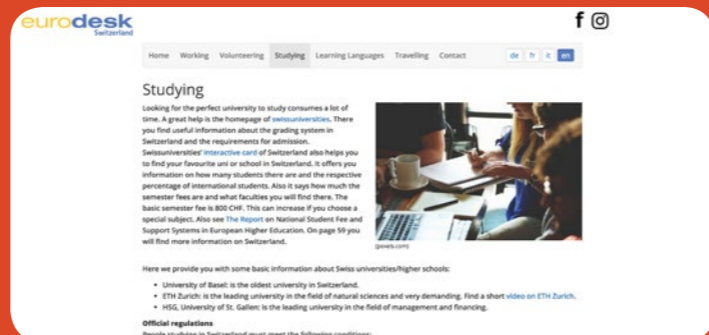 eurodesk
Switzerland
Home Working Volunteering Studying Learning Languages Travelling Contact de fr it en
Studying
Looking for the perfect university to study consumes a lot of
time. A great help is the homepage of swissuniversities. There
you find useful information about the grading system in
Switzerland and the requirements for admission.
Swissuniversities' interactive card of Switzerland also helps you
to find your favourite uni or school in Switzerland. It offers you
information on how many students there are and the respective
percentage of international students. Also it says how much the
semester fees are and what faculties you will find there. The
basic semester fee is 800 CHF. This can increase if you choose a
special subject. Also see The Report on National Student Fee and
Support Systems in European Higher Education. On page 59 you
will find more information on Switzerland.
(pexels.com)
Here we provide you with some basic information about Swiss universities/higher schools:
• University of Basel: is the oldest university in Switzerland.
• ETH Zurich: is the leading university in the field of natural sciences and very demanding. Find a short video on ETH Zurich.
• HSG, University of St. Gallen: is the leading university in the field of management and financing.
Official regulations
People studying in Switzerland must meet the following conditions: